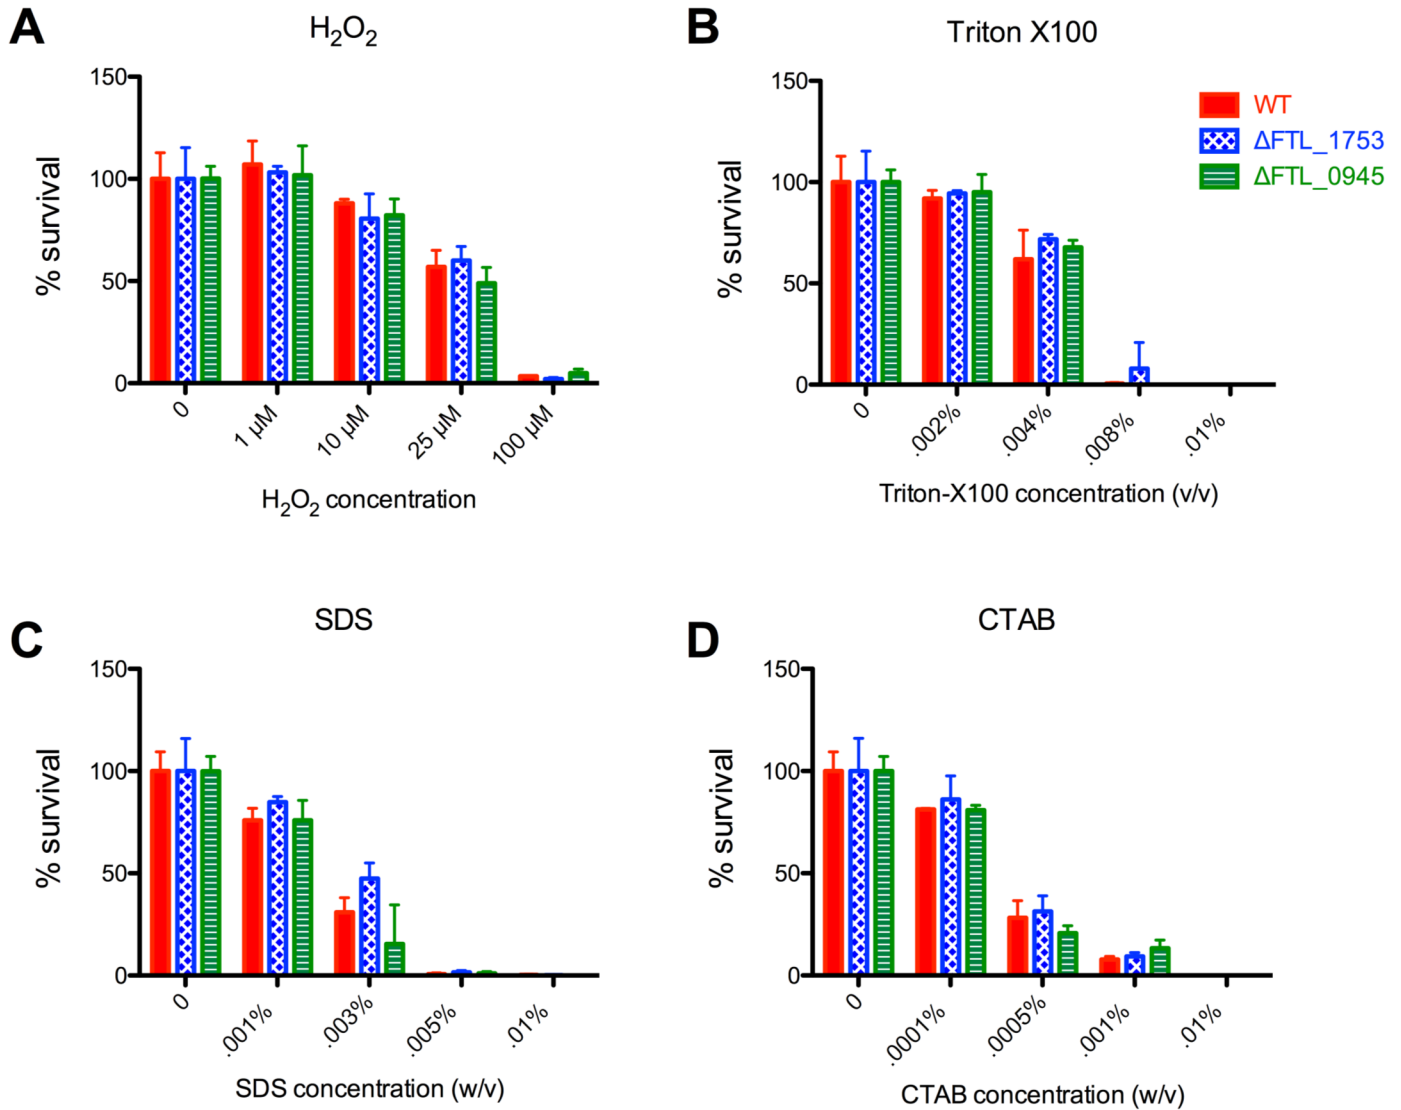 A
H₂O₂
150
100
50
0
% survival
0
1 µM
10 µM
25 µM
100 µM
H₂O₂ concentration
B
Triton X100
150
100
50
0
% survival
WT
ΔFTL_1753
ΔFTL_0945
0
.002%
.004%
.008%
.01%
Triton-X100 concentration (v/v)
C
SDS
150
100
50
0
% survival
0
.001%
.003%
.005%
.01%
SDS concentration (w/v)
D
CTAB
150
100
50
0
% survival
0
.0001%
.0005%
.001%
.01%
CTAB concentration (w/v)